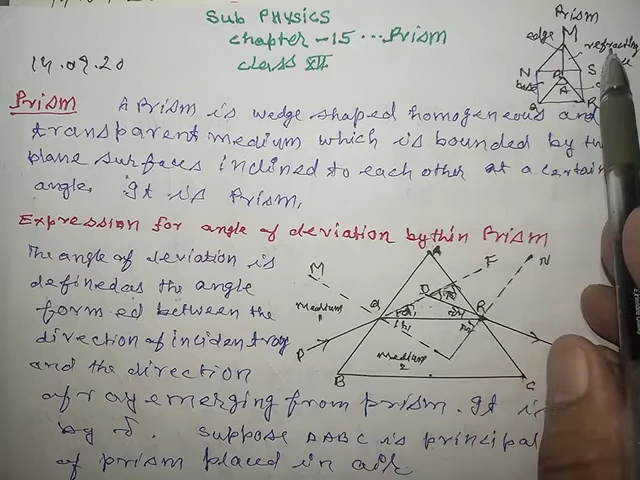 Sub PHYSICS
chapter-15 ... Prism
class XII
14.09.20
Prism
edge M
refracting
N S
base
A
Q R
Prism A Prism is wedge shaped homogeneous and
transparent medium which is bounded by th
plane surfaces inclined to each other at a certain
angle. It is Prism,
Expression for angle of deviation by thin Prism
The angle of deviation is
defined as the angle
form ed between the
direction of incident ray
and the direction
of ray emerging from prism. It i
by δ. Suppose ΔABC is principal
of prism placed in air.
A
M F N
medium
1
D
Q R
P
medium
2
B C